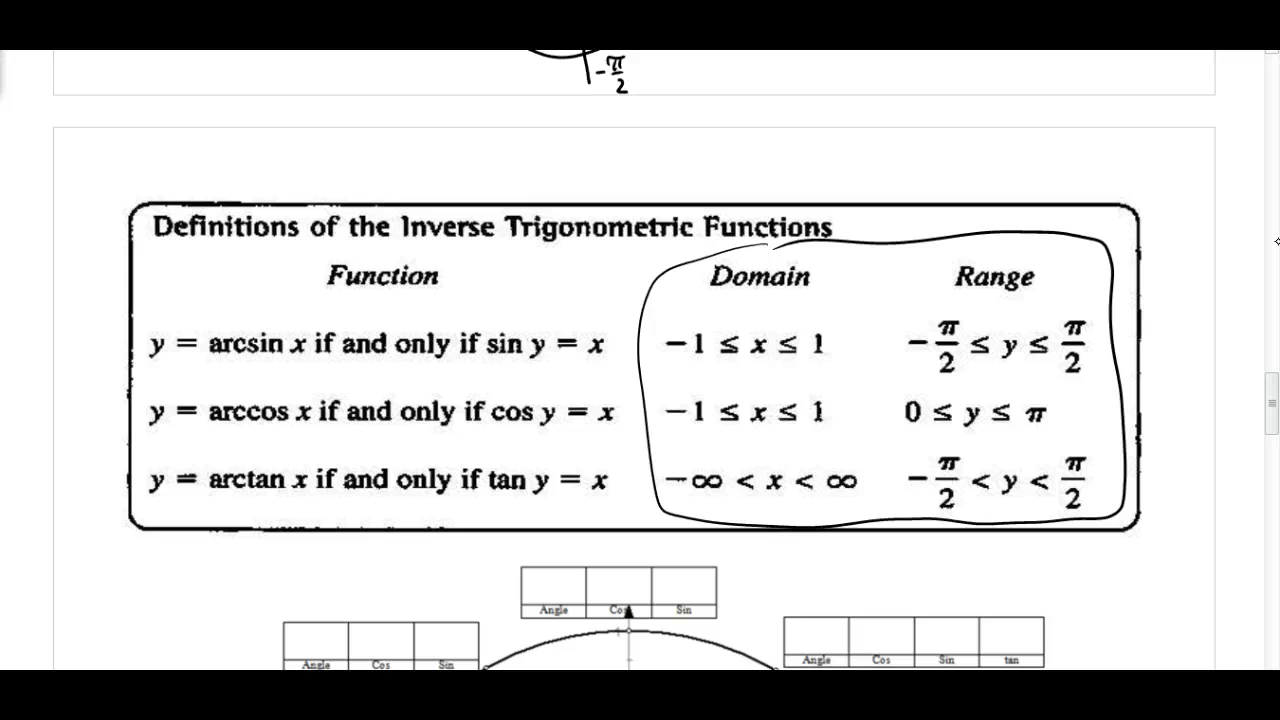 -π/2
Definitions of the Inverse Trigonometric Functions
Function Domain Range
y = arcsin x if and only if sin y = x −1 ≤ x ≤ 1 −π/2 ≤ y ≤ π/2
y = arccos x if and only if cos y = x −1 ≤ x ≤ 1 0 ≤ y ≤ π
y = arctan x if and only if tan y = x −∞ < x < ∞ −π/2 < y < π/2
Angle Cos Sin
Angle Cos Sin
Angle Cos Sin tan